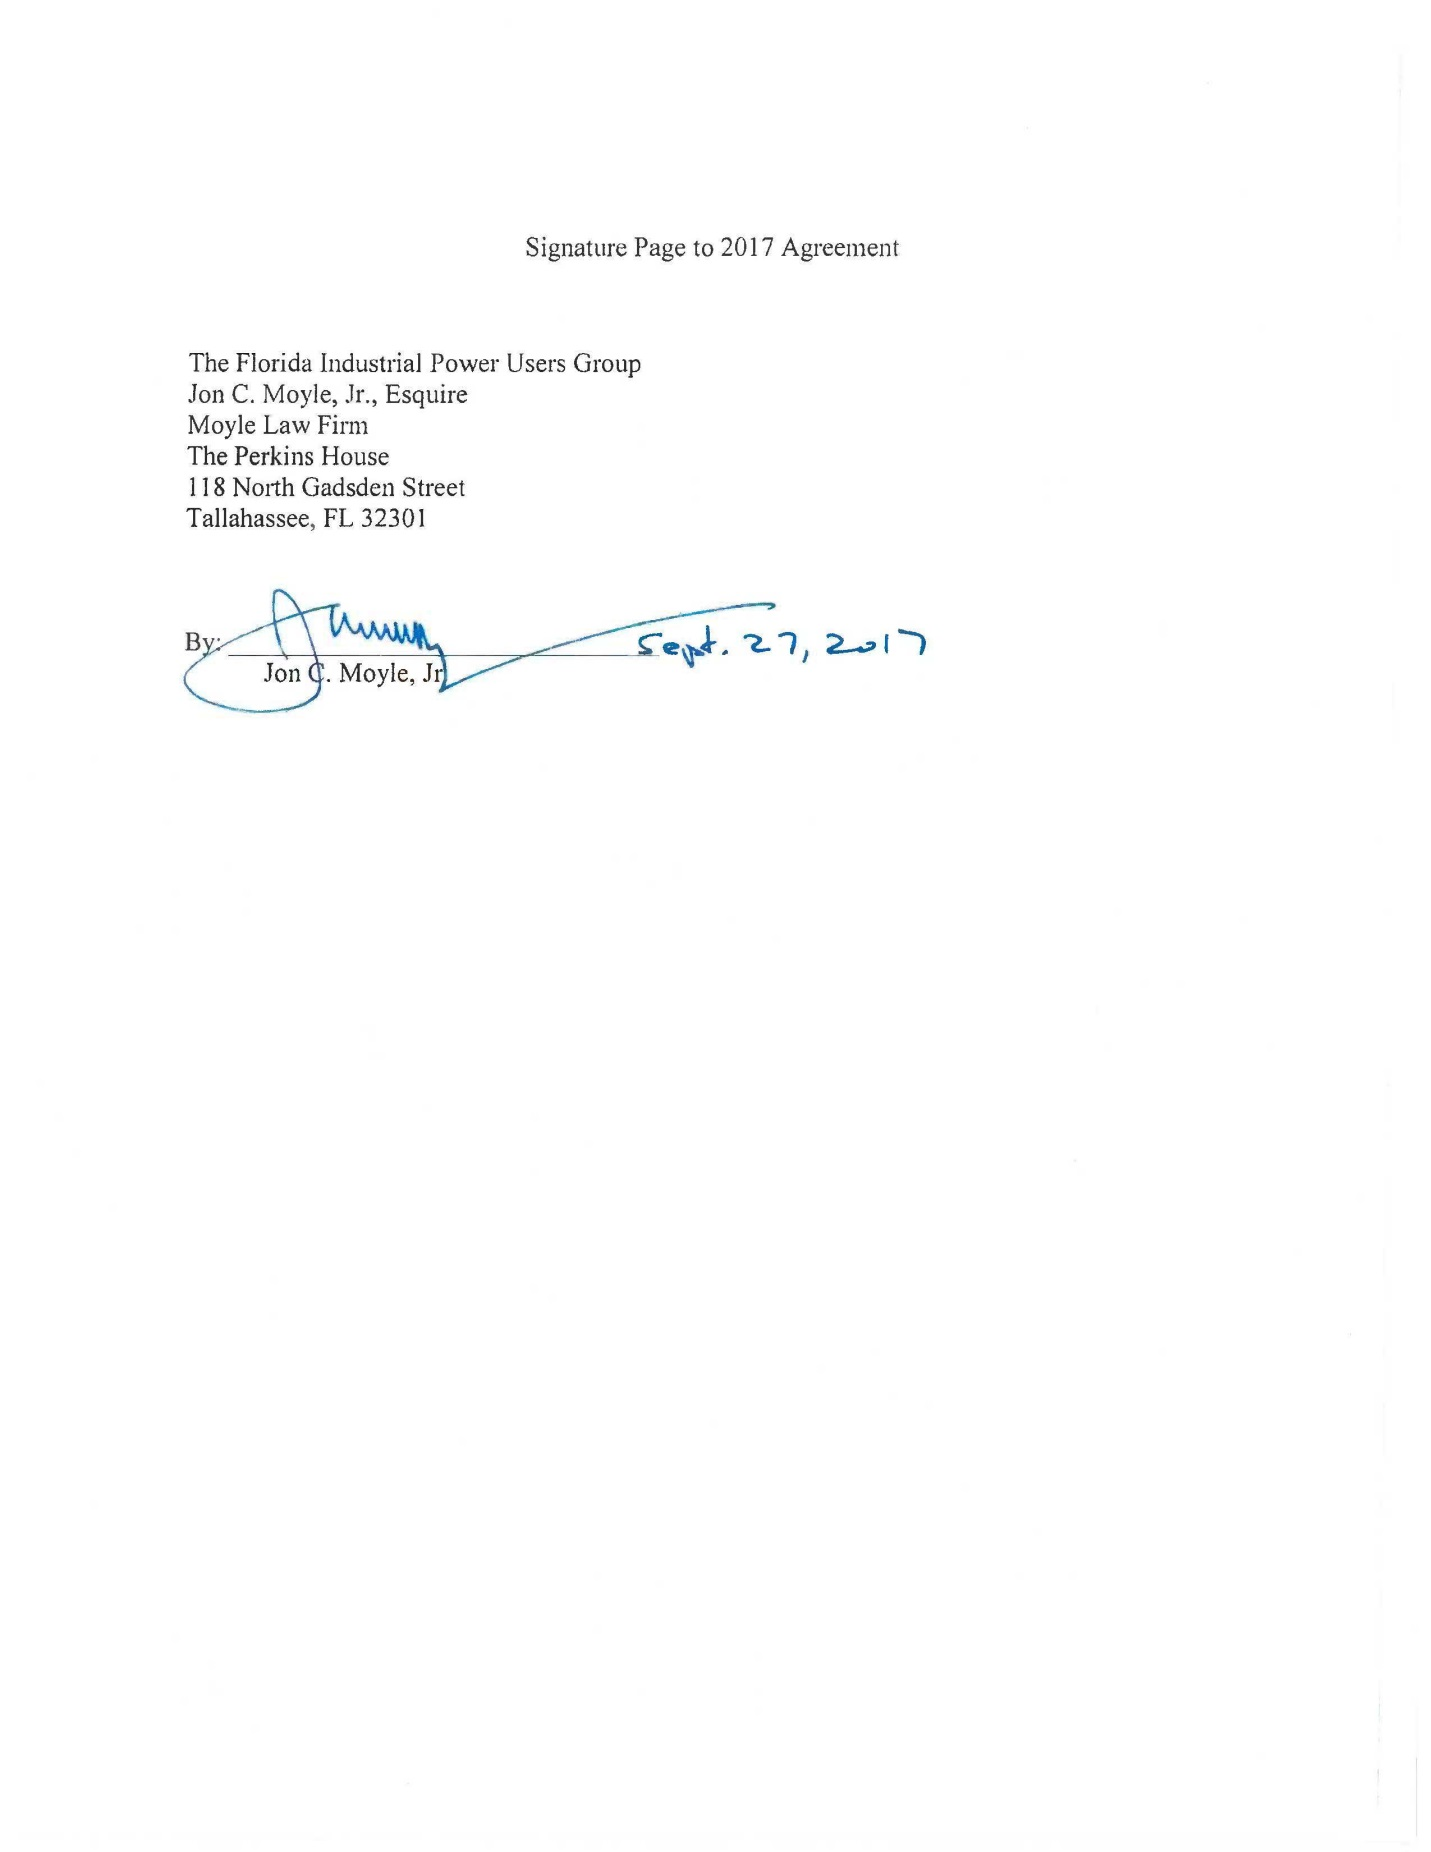 Signature Page to 2017 Agreement
The Florida Industrial Power Users Group
Jon C. Moyle, Jr., Esquire
Moyle Law Firm
The Perkins House
118 North Gadsden Street
Tallahassee, FL 32301
By: Sept. 27, 2017
Jon C. Moyle, Jr